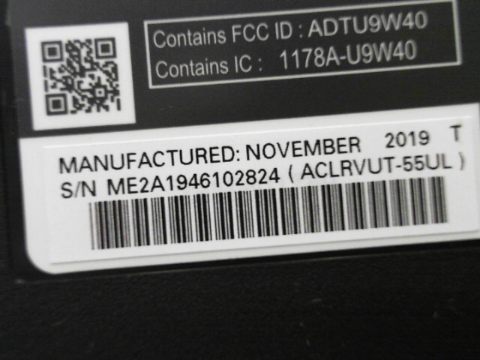 Contains FCC ID : ADTU9W40
Contains IC : 1178A-U9W40
MANUFACTURED: NOVEMBER 2019 T
S/N ME2A1946102824 ( ACLRVUT-55UL )